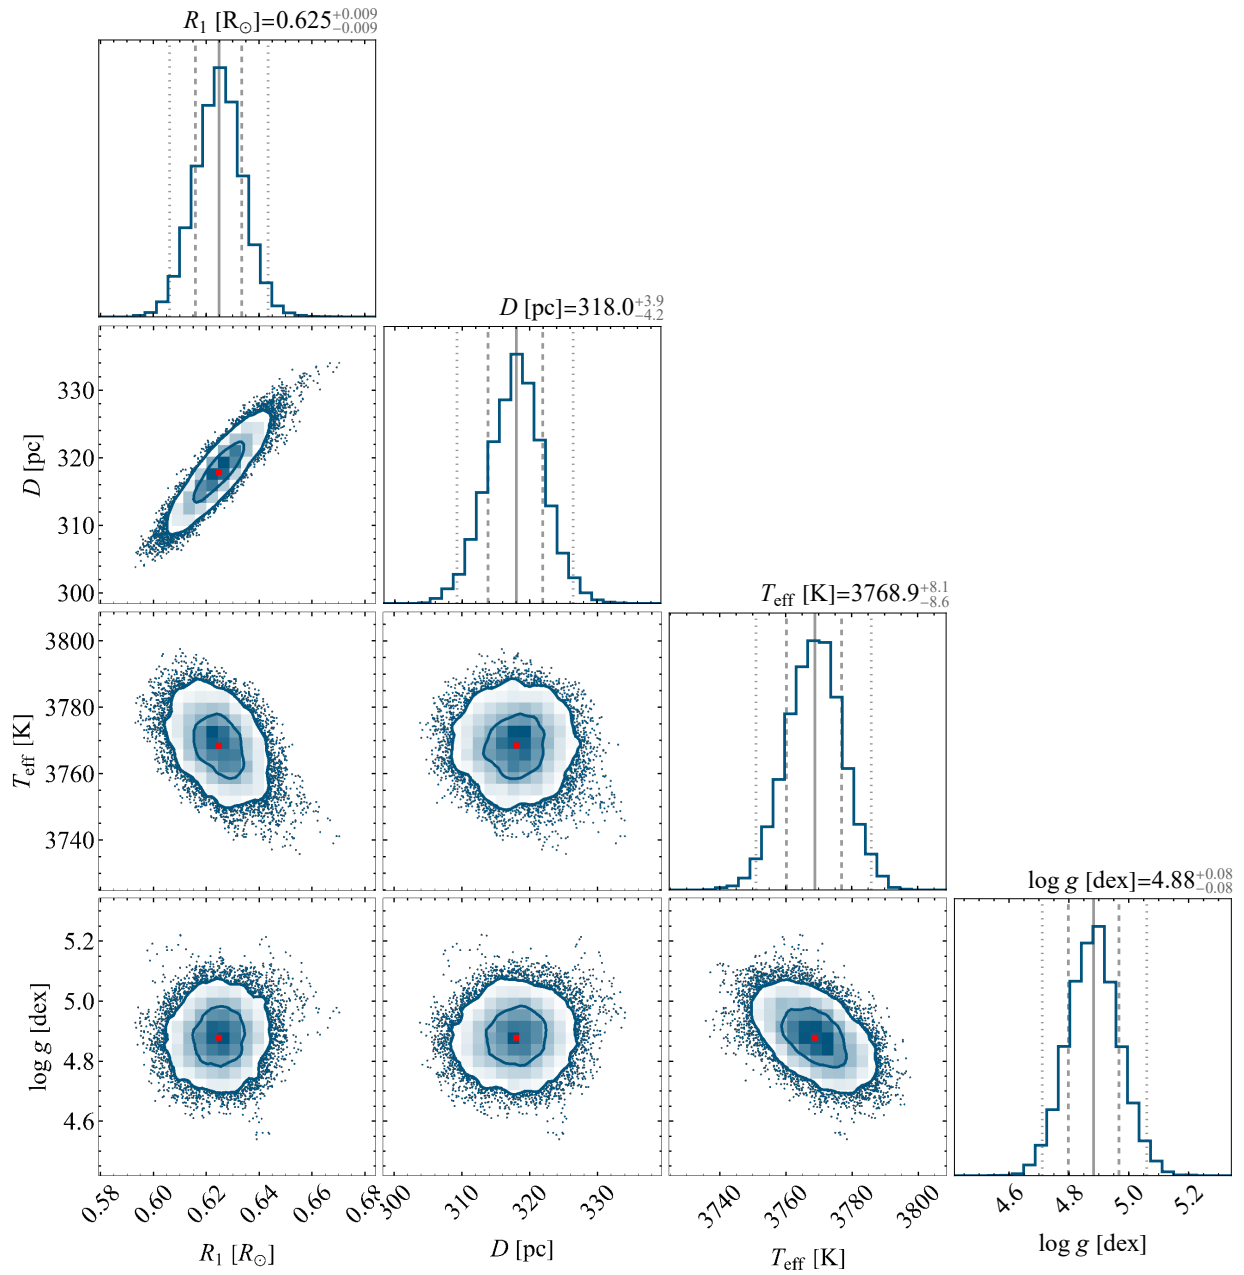 R₁ [R☉]=0.625+0.009−0.009
D [pc]=318.0+3.9−4.2
330
320
310
300
D [pc]
Teff [K]=3768.9+8.1−8.6
3800
3780
3760
3740
Teff [K]
log g [dex]=4.88+0.08−0.08
5.2
5.0
4.8
4.6
log g [dex]
0.58 0.60 0.62 0.64 0.66 0.68 300 310 320 330 3740 3760 3780 3800 4.6 4.8 5.0 5.2
R₁ [R☉] D [pc] Teff [K] log g [dex]